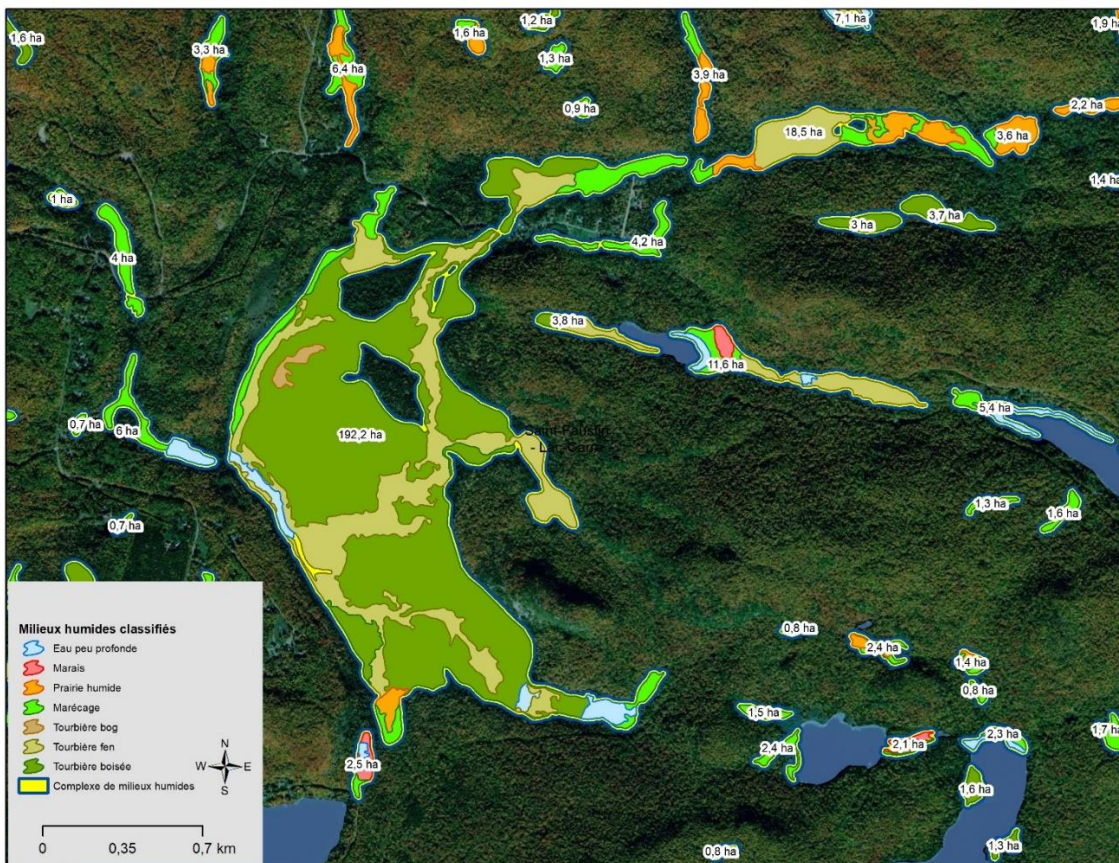 1,6 ha
3,3 ha
6,4 ha
1,6 ha
1,2 ha
1,3 ha
0,9 ha
3,9 ha
7,1 ha
1,9 h
18,5 ha
2,2 ha
3,6 ha
1,4 h
1 ha
4 ha
4,2 ha
3 ha
3,7 ha
3,8 ha
11,6 ha
5,4 ha
0,7 ha
6 ha
192,2 ha
0,7 ha
1,3 ha
1,6 ha
0,8 ha
2,4 ha
1,4 ha
0,8 ha
1,5 ha
2,4 ha
2,1 ha
2,3 ha
1,7 h
2,5 ha
1,6 ha
1,3 ha
0,8 ha
Milieux humides classifiés
Eau peu profonde
Marais
Prairie humide
Marécage
Tourbière bog
Tourbière fen
Tourbière boisée
Complexe de milieux humides
N
W E
S
0 0,35 0,7 km